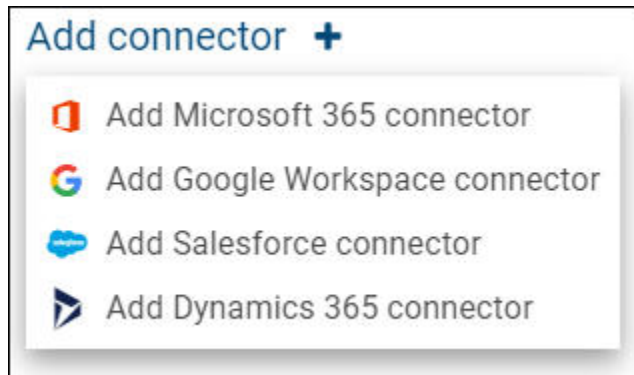 Add connector +
Add Microsoft 365 connector
Add Google Workspace connector
Add Salesforce connector
Add Dynamics 365 connector